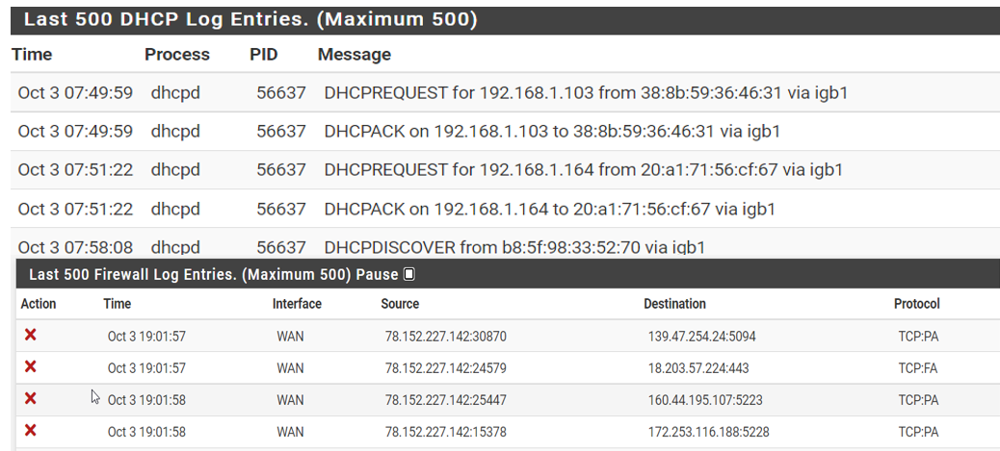 Last 500 DHCP Log Entries. (Maximum 500)
Time Process PID Message
Oct 3 07:49:59 dhcpd 56637 DHCPREQUEST for 192.168.1.103 from 38:8b:59:36:46:31 via igb1
Oct 3 07:49:59 dhcpd 56637 DHCPACK on 192.168.1.103 to 38:8b:59:36:46:31 via igb1
Oct 3 07:51:22 dhcpd 56637 DHCPREQUEST for 192.168.1.164 from 20:a1:71:56:cf:67 via igb1
Oct 3 07:51:22 dhcpd 56637 DHCPACK on 192.168.1.164 to 20:a1:71:56:cf:67 via igb1
Oct 3 07:58:08 dhcpd 56637 DHCPDISCOVER from b8:5f:98:33:52:70 via igb1
Last 500 Firewall Log Entries. (Maximum 500) Pause
Action Time Interface Source Destination Protocol
Oct 3 19:01:57 WAN 78.152.227.142:30870 139.47.254.24:5094 TCP:PA
Oct 3 19:01:57 WAN 78.152.227.142:24579 18.203.57.224:443 TCP:FA
Oct 3 19:01:58 WAN 78.152.227.142:25447 160.44.195.107:5223 TCP:PA
Oct 3 19:01:58 WAN 78.152.227.142:15378 172.253.116.188:5228 TCP:PA